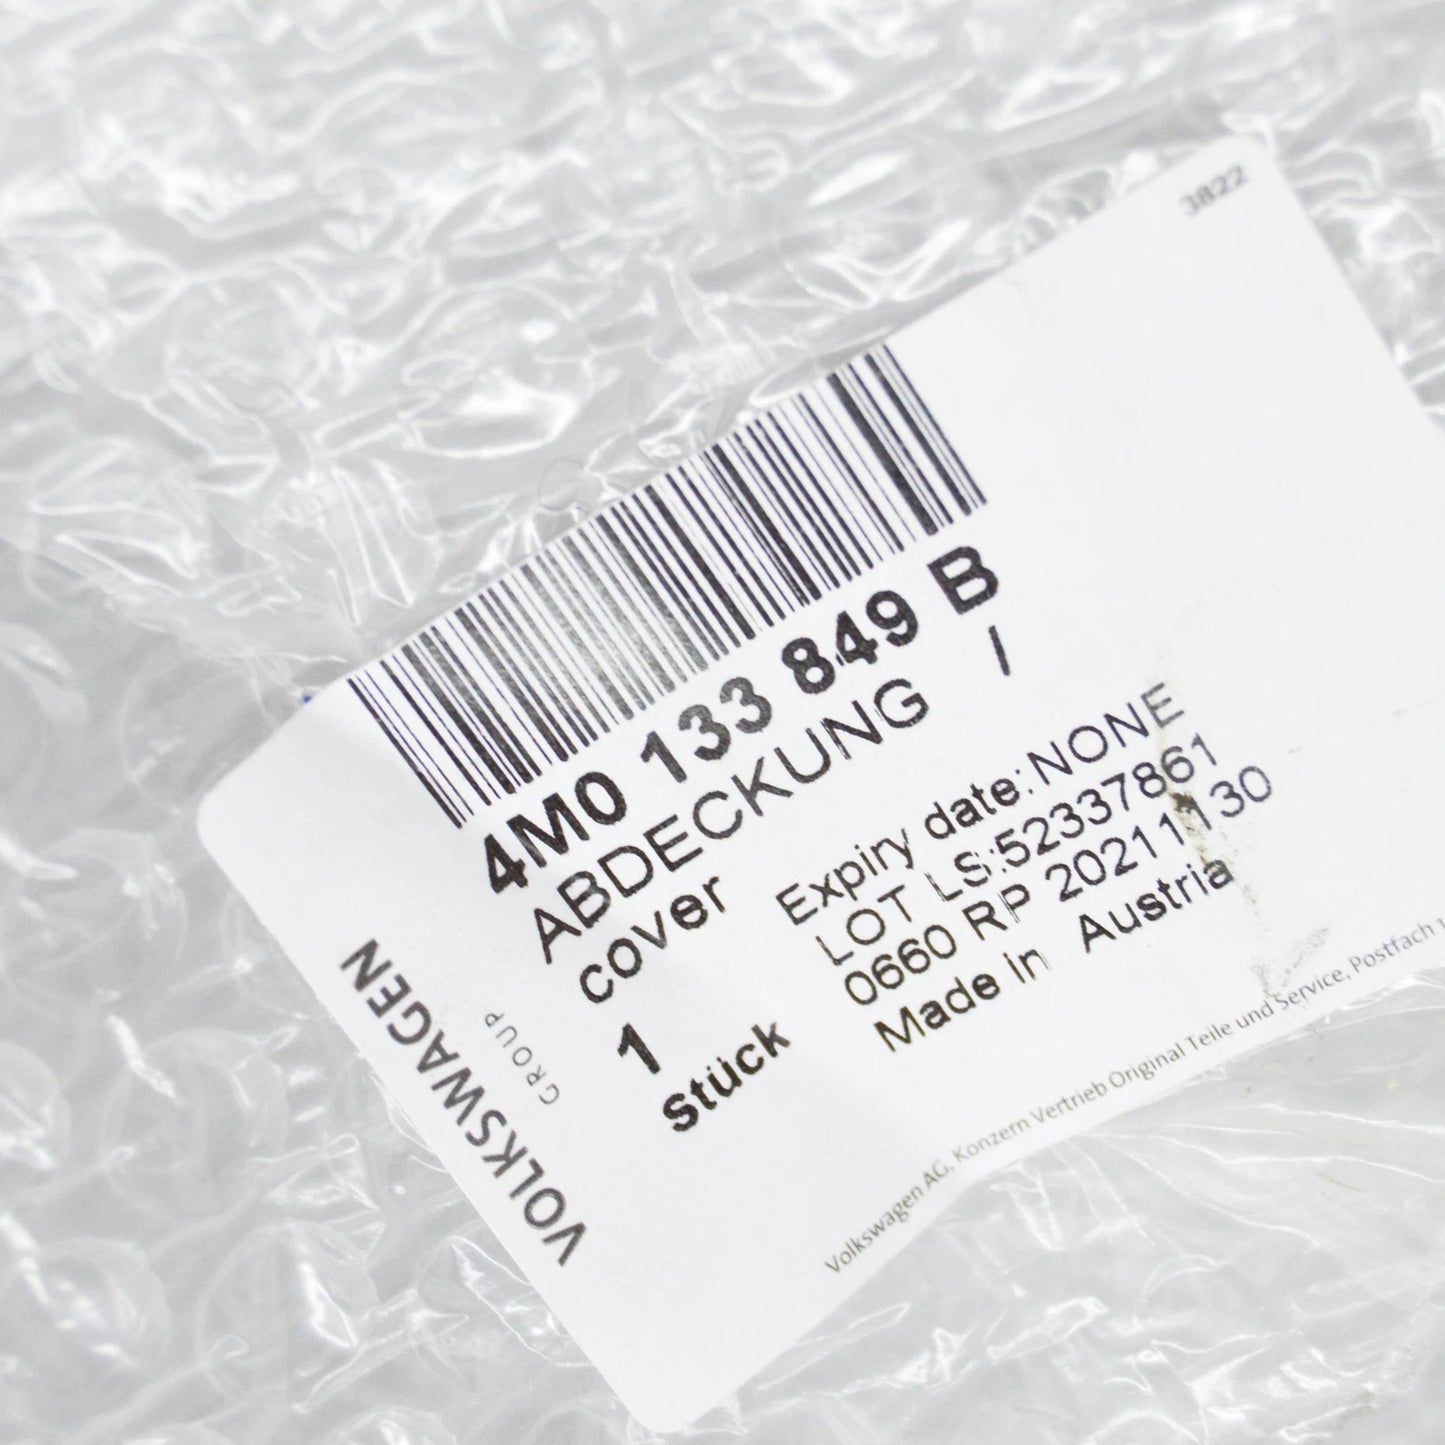 3822
4M0 133 849 B
ABDECKUNG I
cover
1
Stück
Expiry date:NONE
LOT LS:52337861
0660 RP 20211130
Made in Austria
VOLKSWAGEN
GROUP
Volkswagen AG, Konzern Vertrieb Original Teile und Service, Postfach